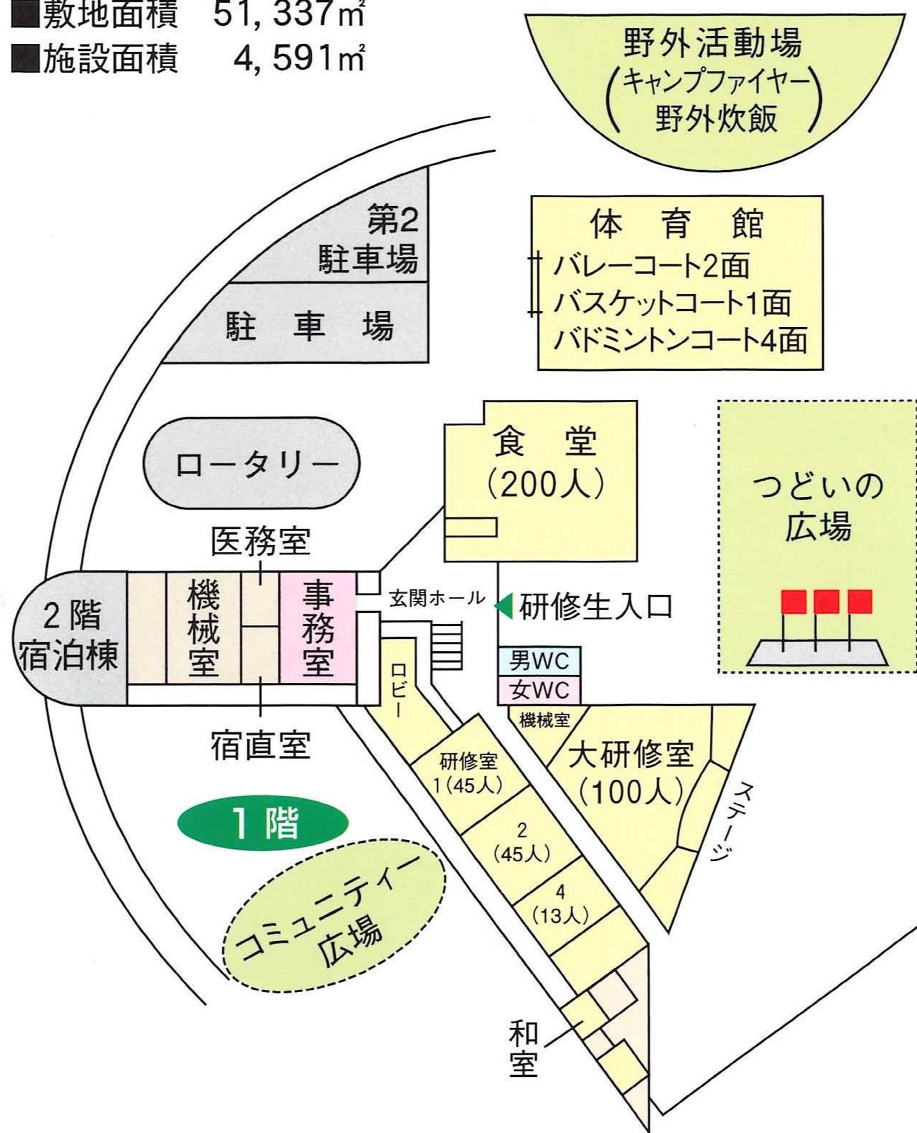 ■敷地面積 51,337㎡
■施設面積 4,591㎡
野外活動場
(キャンプファイヤー
野外炊飯)
第2
駐車場
駐車場
体育館
バレーコート2面
バスケットコート1面
バドミントンコート4面
ロータリー
食堂
(200人)
つどいの
広場
医務室
2階
宿泊棟
機械室
事務室
玄関ホール
研修生入口
男WC
女WC
ロビー
宿直室
機械室
研修室
1(45人)
大研修室
(100人)
ステージ
1階
2
(45人)
4
(13人)
コミュニティー
広場
和室